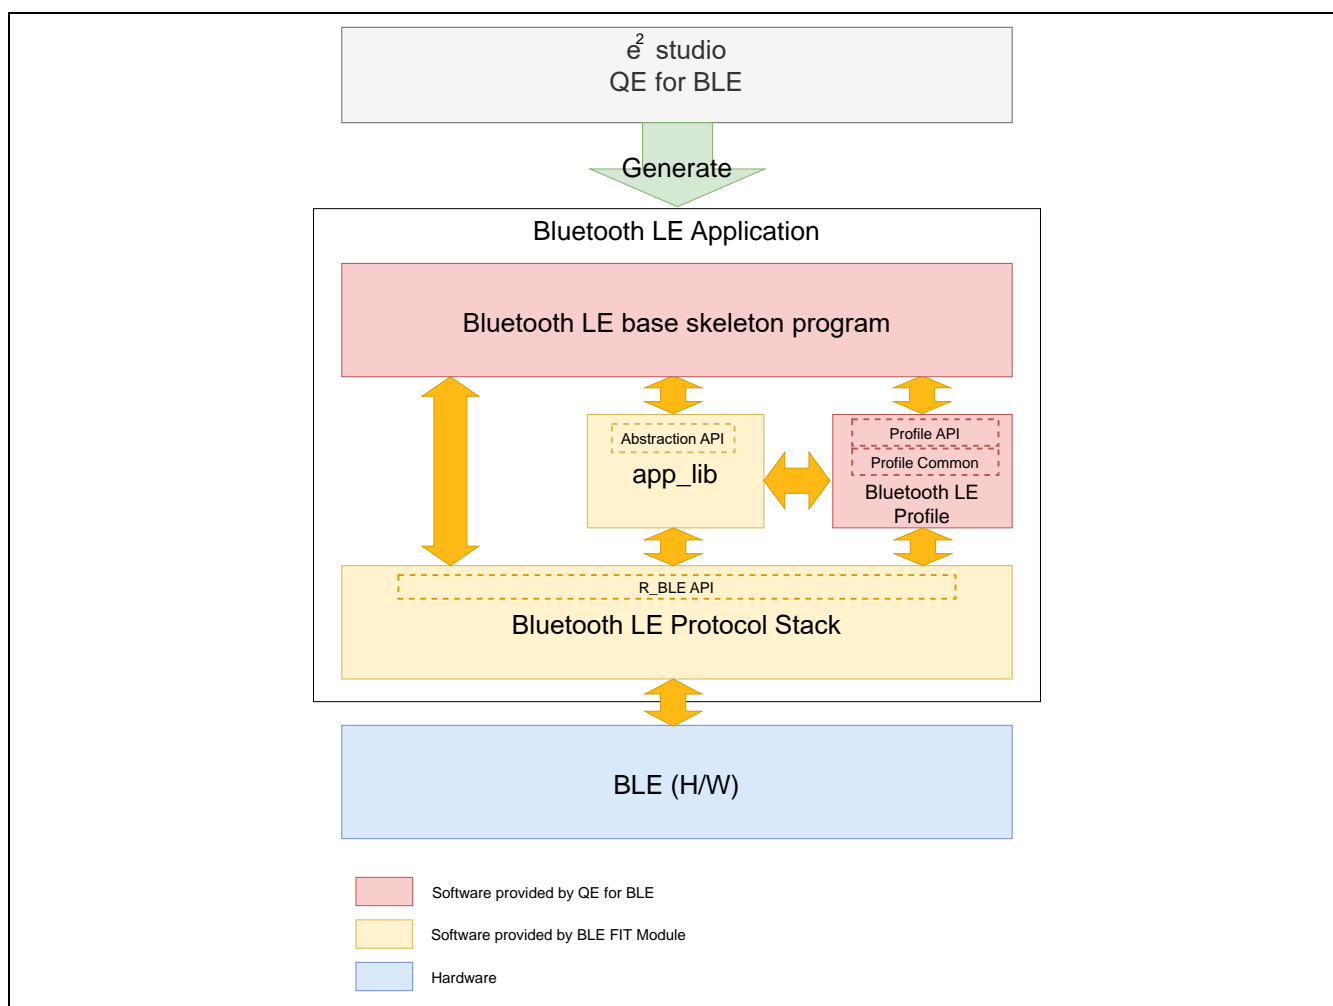 e² studio
QE for BLE
Generate
Bluetooth LE Application
Bluetooth LE base skeleton program
Abstraction API
app_lib
Profile API
Profile Common
Bluetooth LE
Profile
R_BLE API
Bluetooth LE Protocol Stack
BLE (H/W)
Software provided by QE for BLE
Software provided by BLE FIT Module
Hardware